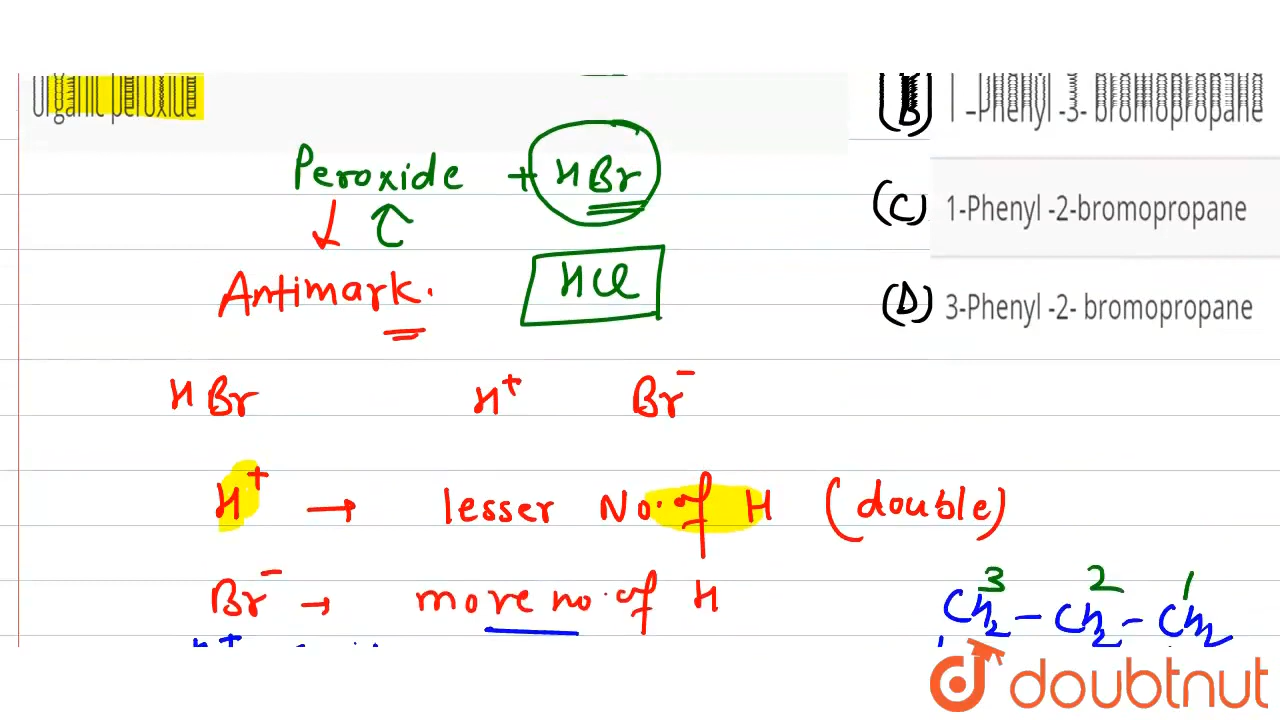 Organic peroxide
(B) 1 -Phenyl -3- bromopropane
Peroxide + HBr
(C) 1-Phenyl -2-bromopropane
Antimark.
HCl
(D) 3-Phenyl -2- bromopropane
HBr H+ Br-
H+ → lesser No. of H (double)
Br- → more no. of H
3 2 1
CH2 - CH2 - CH2
doubtnut